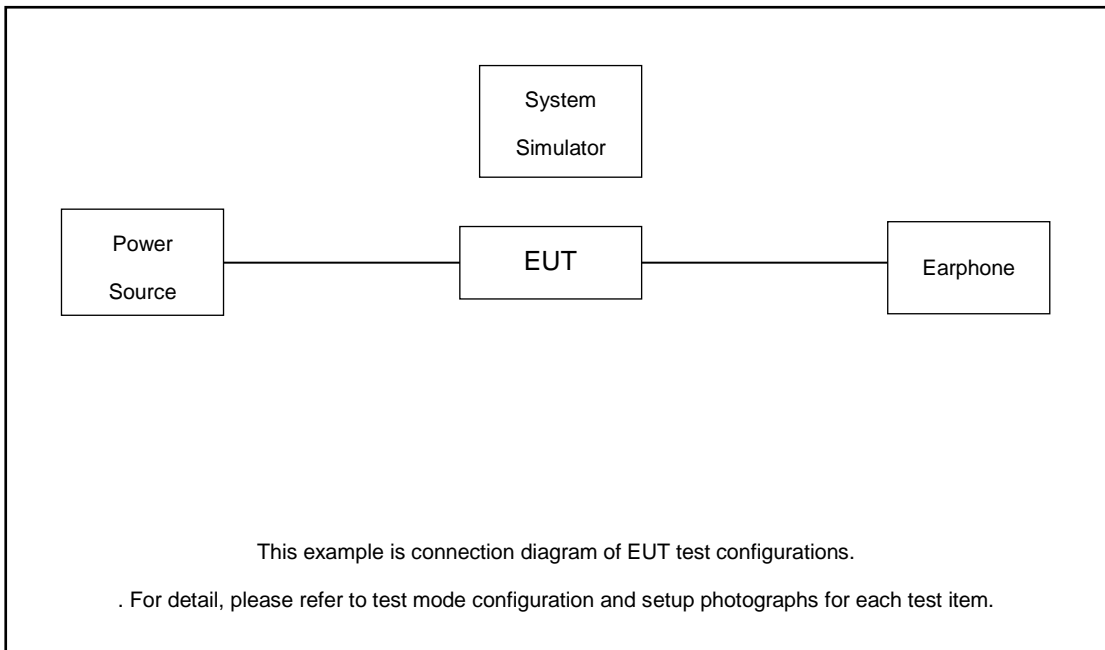 System
Simulator
Power
Source
EUT
Earphone
This example is connection diagram of EUT test configurations.
. For detail, please refer to test mode configuration and setup photographs for each test item.